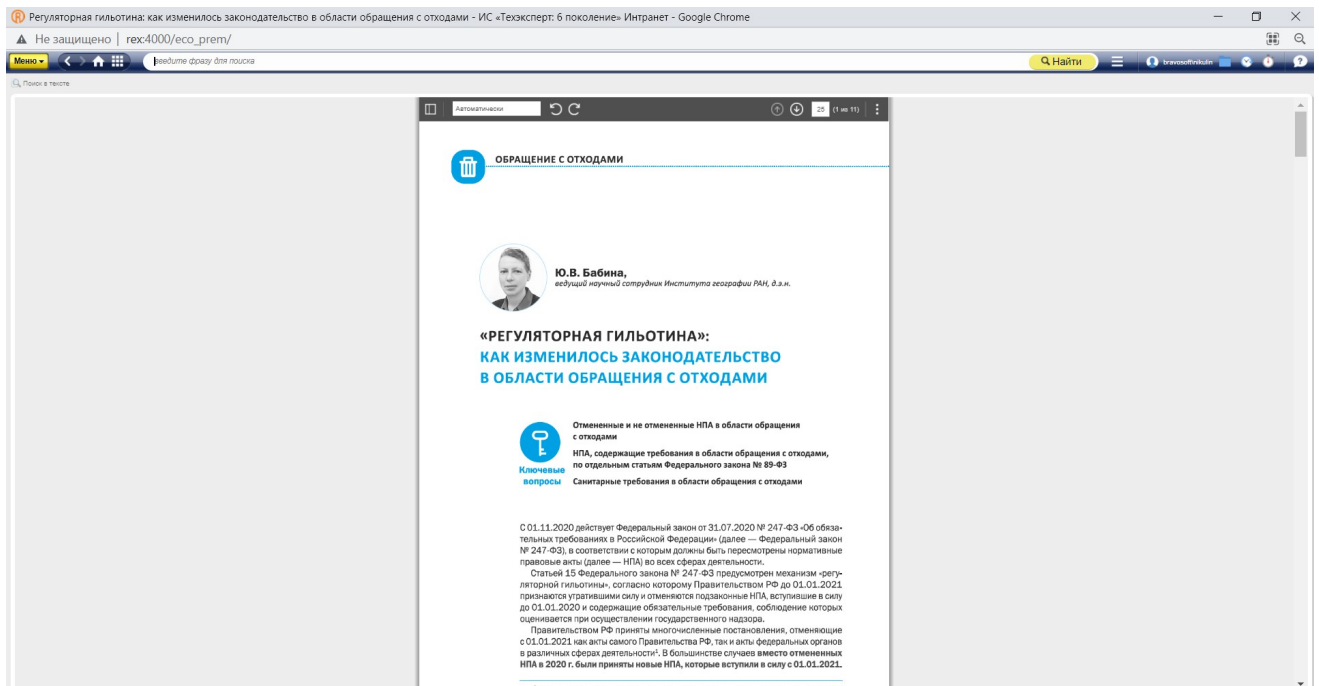 Регуляторная гильотина: как изменилось законодательство в области обращения с отходами - ИС «Техэксперт: 6 поколение» Интранет - Google Chrome
Не защищено | rex:4000/eco_prem/
Меню
введите фразу для поиска
Найти
bravosoft\nikulin
Поиск в тексте
Автоматически
25 (1 из 11)
ОБРАЩЕНИЕ С ОТХОДАМИ
Ю.В. Бабина,
ведущий научный сотрудник Института географии РАН, д.э.н.
«РЕГУЛЯТОРНАЯ ГИЛЬОТИНА»:
КАК ИЗМЕНИЛОСЬ ЗАКОНОДАТЕЛЬСТВО
В ОБЛАСТИ ОБРАЩЕНИЯ С ОТХОДАМИ
Ключевые
вопросы
Отмененные и не отмененные НПА в области обращения
с отходами
НПА, содержащие требования в области обращения с отходами,
по отдельным статьям Федерального закона № 89-ФЗ
Санитарные требования в области обращения с отходами
С 01.11.2020 действует Федеральный закон от 31.07.2020 № 247-ФЗ «Об обяза-
тельных требованиях в Российской Федерации» (далее — Федеральный закон
№ 247-ФЗ), в соответствии с которым должны быть пересмотрены нормативные
правовые акты (далее — НПА) во всех сферах деятельности.
Статьей 15 Федерального закона № 247-ФЗ предусмотрен механизм «регу-
ляторной гильотины», согласно которому Правительством РФ до 01.01.2021
признаются утратившими силу и отменяются подзаконные НПА, вступившие в силу
до 01.01.2020 и содержащие обязательные требования, соблюдение которых
оценивается при осуществлении государственного надзора.
Правительством РФ приняты многочисленные постановления, отменяющие
с 01.01.2021 как акты самого Правительства РФ, так и акты федеральных органов
в различных сферах деятельности¹. В большинстве случаев вместо отмененных
НПА в 2020 г. были приняты новые НПА, которые вступили в силу с 01.01.2021.